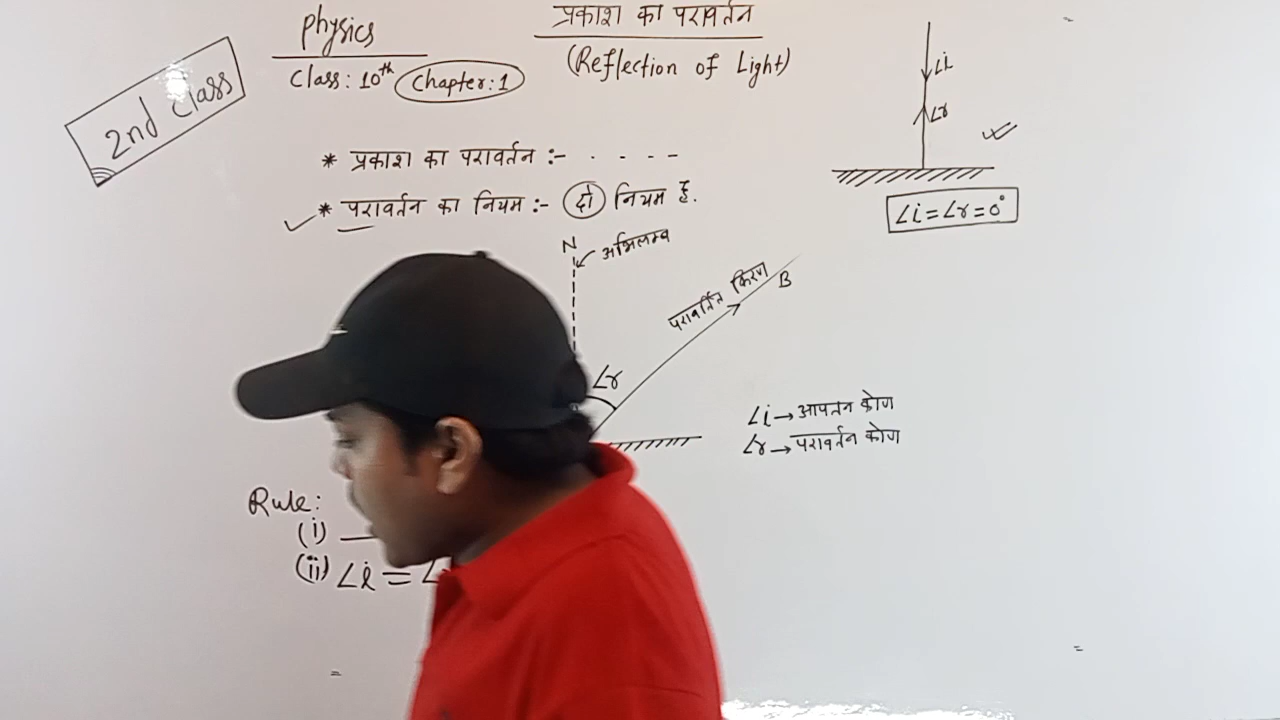 2nd Class
Physics
Class: 10th Chapter: 1
प्रकाश का परावर्तन
(Reflection of Light)
* प्रकाश का परावर्तन :- . - - -
* परावर्तन का नियम :- दो नियम है.
∠i
∠r
∠i = ∠r = 0°
N
अभिलम्ब
परावर्तित किरण
B
∠r
∠i → आपतन कोण
∠r → परावर्तन कोण
Rule:
(i)
(ii) ∠i =